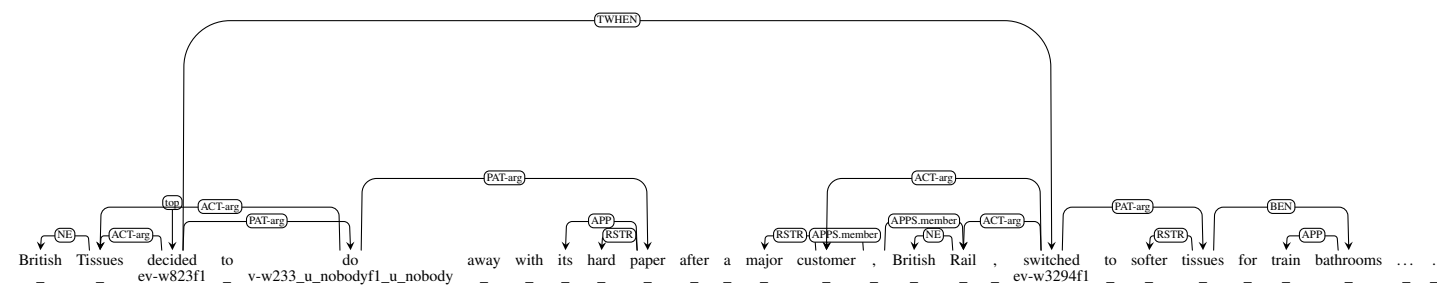 TWHEN
PAT-arg ACT-arg
top ACT-arg PAT-arg BEN
PAT-arg APP APPS.member ACT-arg
NE ACT-arg RSTR RSTR APPS.member NE RSTR APP
British Tissues decided to do away with its hard paper after a major customer , British Rail , switched to softer tissues for train bathrooms ... .
_ _ ev-w823f1 _ v-w233_u_nobodyf1_u_nobody _ _ _ _ _ _ _ _ _ _ _ _ _ ev-w3294f1 _ _ _ _ _ _ _ _